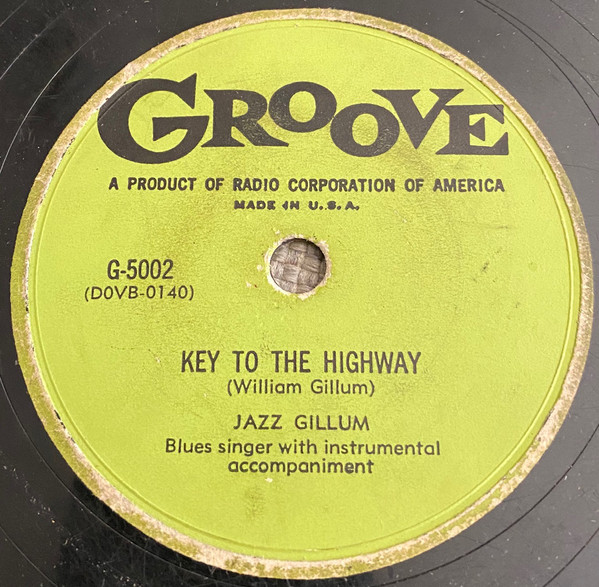 GROOVE
A PRODUCT OF RADIO CORPORATION OF AMERICA
MADE IN U.S.A.
G-5002
(D0VB-0140)
KEY TO THE HIGHWAY
(William Gillum)
JAZZ GILLUM
Blues singer with instrumental
accompaniment